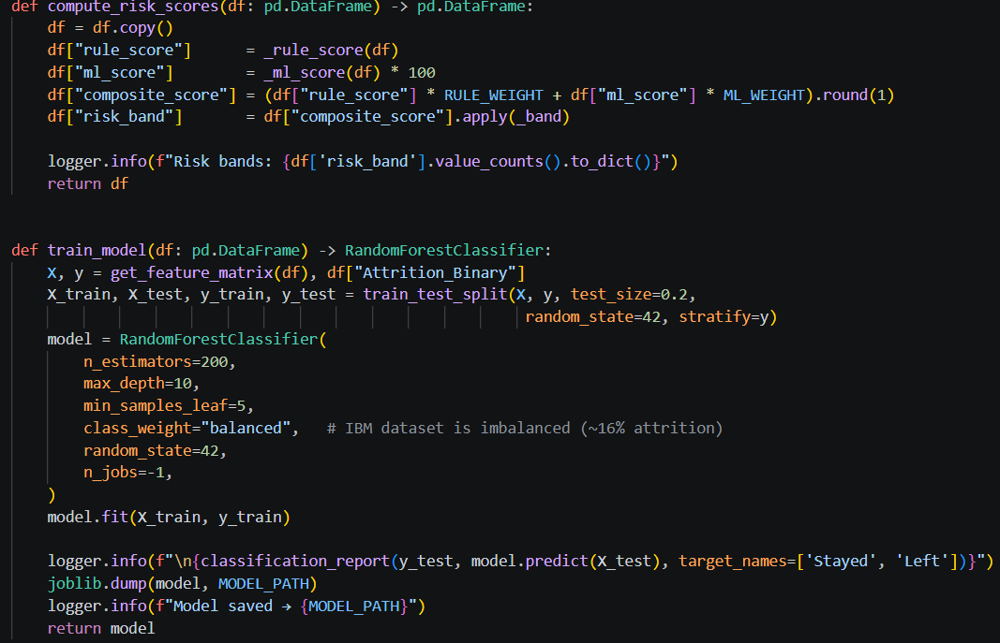 def compute_risk_scores(df: pd.DataFrame) -> pd.DataFrame:
    df = df.copy()
    df["rule_score"]      = _rule_score(df)
    df["ml_score"]        = _ml_score(df) * 100
    df["composite_score"] = (df["rule_score"] * RULE_WEIGHT + df["ml_score"] * ML_WEIGHT).round(1)
    df["risk_band"]       = df["composite_score"].apply(_band)

    logger.info(f"Risk bands: {df['risk_band'].value_counts().to_dict()}")
    return df


def train_model(df: pd.DataFrame) -> RandomForestClassifier:
    X, y = get_feature_matrix(df), df["Attrition_Binary"]
    X_train, X_test, y_train, y_test = train_test_split(X, y, test_size=0.2,
                                                         random_state=42, stratify=y)
    model = RandomForestClassifier(
        n_estimators=200,
        max_depth=10,
        min_samples_leaf=5,
        class_weight="balanced",   # IBM dataset is imbalanced (~16% attrition)
        random_state=42,
        n_jobs=-1,
    )
    model.fit(X_train, y_train)

    logger.info(f"\n{classification_report(y_test, model.predict(X_test), target_names=['Stayed', 'Left'])}")
    joblib.dump(model, MODEL_PATH)
    logger.info(f"Model saved → {MODEL_PATH}")
    return model